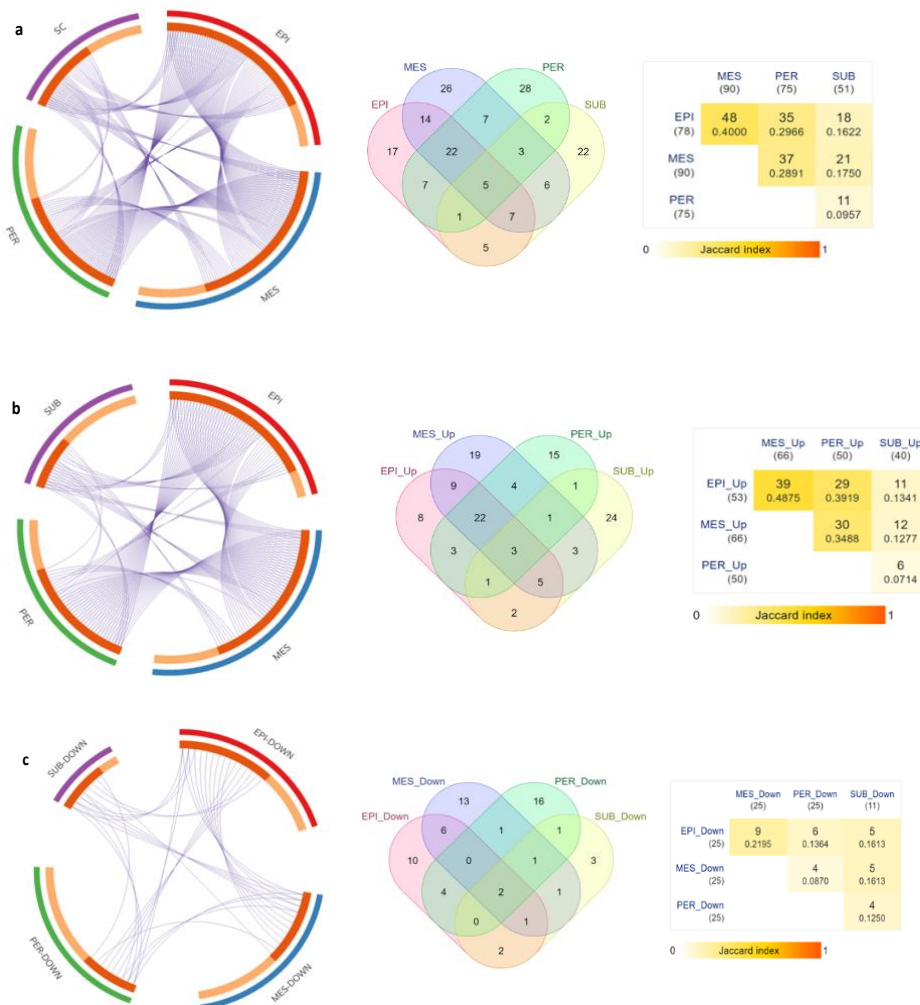 a
SC
EPI
PER
MES
MES
PER
EPI
SUB
26
28
14
7
2
17
22
3
22
7
5
6
1
7
5
MES PER SUB
(90) (75) (51)
EPI 48 35 18
(78) 0.4000 0.2966 0.1622
MES 37 21
(90) 0.2891 0.1750
PER 11
(75) 0.0957
0 Jaccard index 1
b
SUB
EPI
PER
MES
MES_Up
PER_Up
EPI_Up
SUB_Up
19
15
9
4
1
8
22
1
24
3
3
3
1
5
2
MES_Up PER_Up SUB_Up
(66) (50) (40)
EPI_Up 39 29 11
(53) 0.4875 0.3919 0.1341
MES_Up 30 12
(66) 0.3488 0.1277
PER_Up 6
(50) 0.0714
0 Jaccard index 1
c
SUB-DOWN
EPI-DOWN
PER-DOWN
MES-DOWN
MES_Down
PER_Down
EPI_Down
SUB_Down
13
16
6
1
1
10
0
1
3
4
2
1
0
1
2
MES_Down PER_Down SUB_Down
(25) (25) (11)
EPI_Down 9 6 5
(25) 0.2195 0.1364 0.1613
MES_Down 4 5
(25) 0.0870 0.1613
PER_Down 4
(25) 0.1250
0 Jaccard index 1